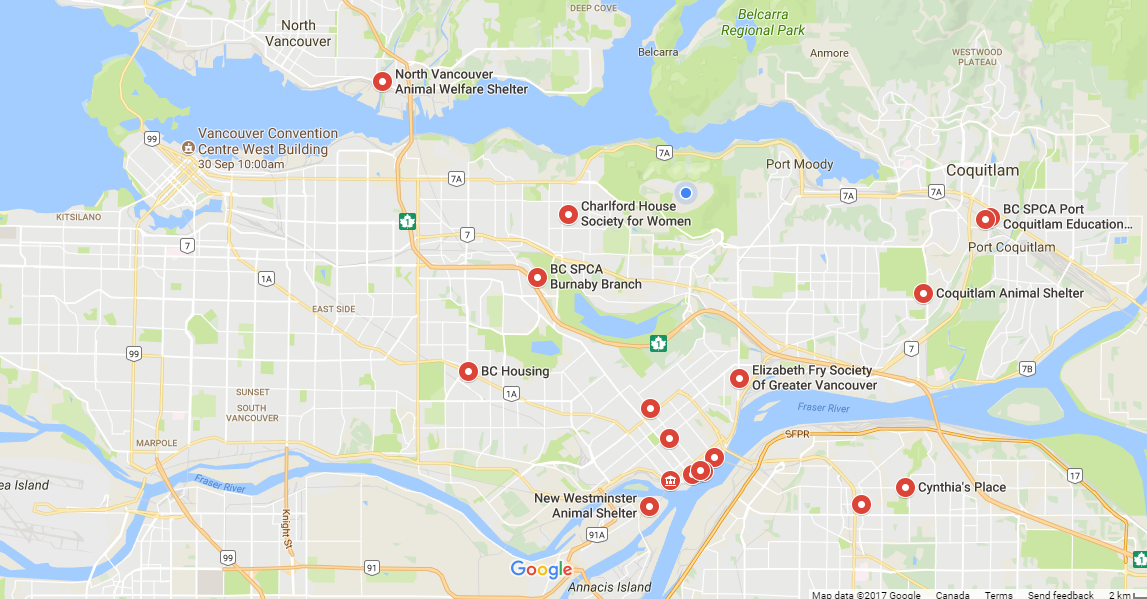 DEEP COVE
North
Vancouver
Belcarra
Regional Park
Belcarra
Anmore
WESTWOOD
PLATEAU
North Vancouver
Animal Welfare Shelter
99
Vancouver Convention
Centre West Building
30 Sep 10:00am
7A
Port Moody
Coquitlam
7A
7A
7A
KITSILANO
Charlford House
Society for Women
BC SPCA Port
Coquitlam Education...
1
7
7
Port Coquitlam
1A
BC SPCA
Burnaby Branch
Coquitlam Animal Shelter
EAST SIDE
99
1
7
BC Housing
Elizabeth Fry Society
Of Greater Vancouver
7B
SUNSET
1A
SOUTH
VANCOUVER
Fraser River
MARPOLE
SFPR
17
ea Island
Fraser River
Cynthia's Place
New Westminster
Animal Shelter
Knight St
91A
99
91
1
Google
Annacis Island
Map data ©2017 Google Canada Terms Send feedback 2 km